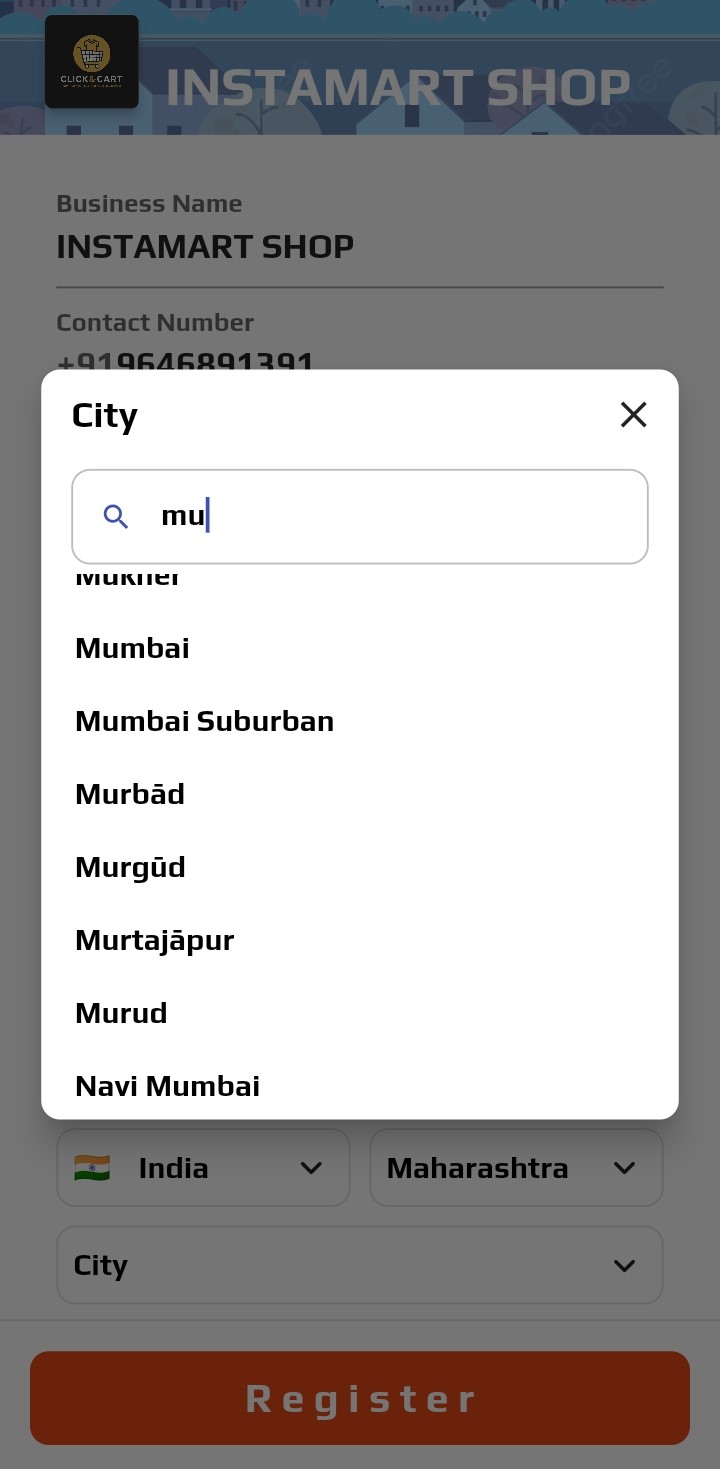 CLICK&CART
INSTAMART SHOP
Business Name
INSTAMART SHOP
Contact Number
+919646891391
City
mu
Mukher
Mumbai
Mumbai Suburban
Murbād
Murgūd
Murtajāpur
Murud
Navi Mumbai
India
Maharashtra
City
Register